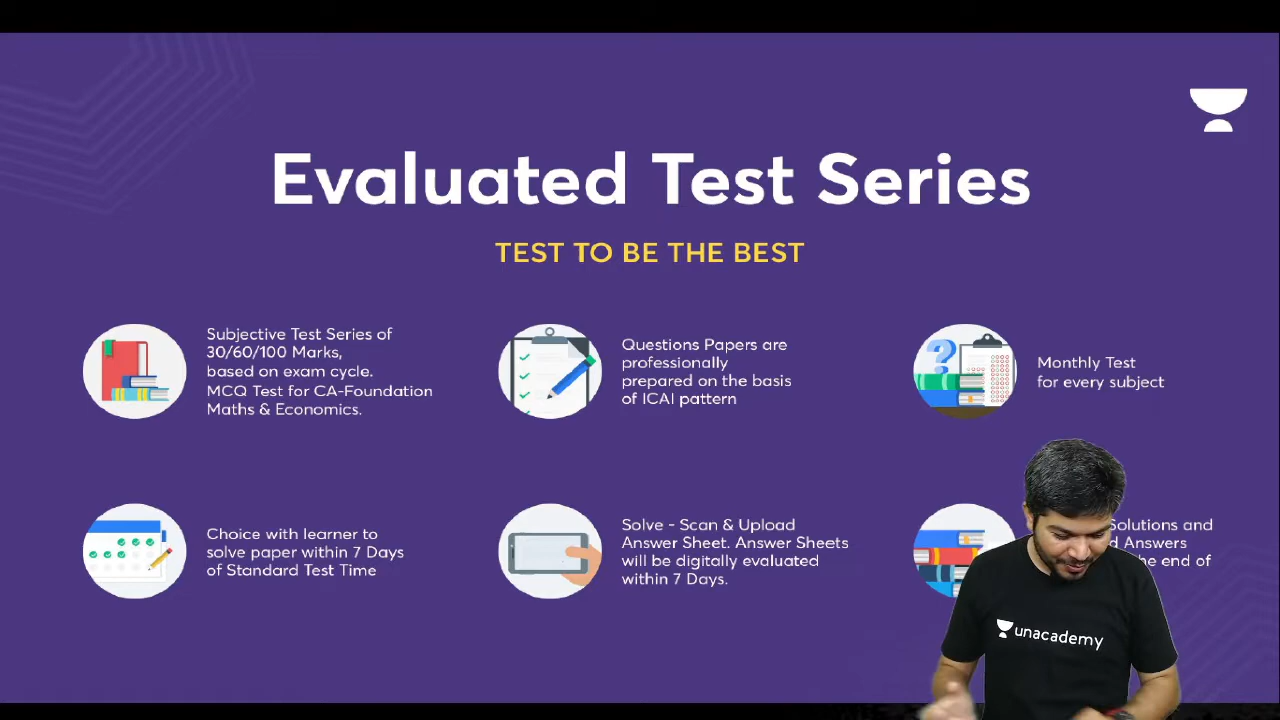 Evaluated Test Series
TEST TO BE THE BEST
Subjective Test Series of
30/60/100 Marks,
based on exam cycle.
MCQ Test for CA-Foundation
Maths & Economics.
Questions Papers are
professionally
prepared on the basis
of ICAI pattern
Monthly Test
for every subject
Choice with learner to
solve paper within 7 Days
of Standard Test Time
Solve - Scan & Upload
Answer Sheet. Answer Sheets
will be digitally evaluated
within 7 Days.
Solutions and
Answers
end of
unacademy